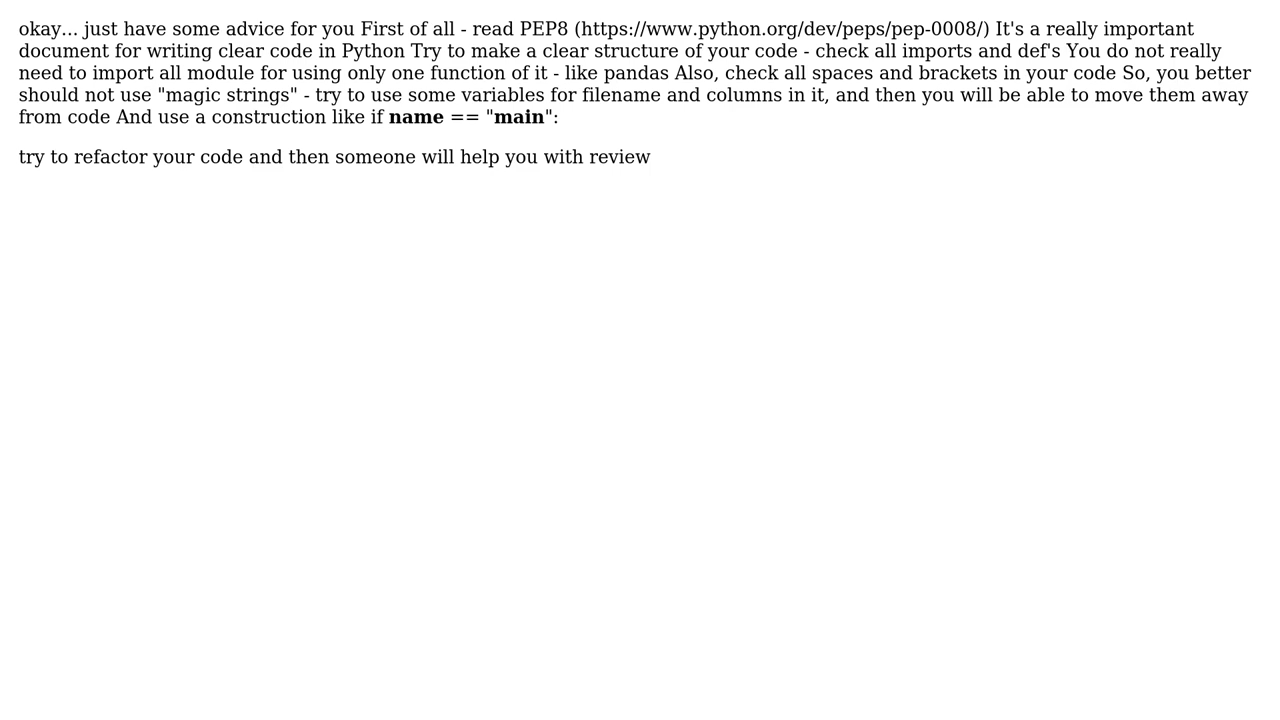 okay... just have some advice for you First of all - read PEP8 (https://www.python.org/dev/peps/pep-0008/) It's a really important
document for writing clear code in Python Try to make a clear structure of your code - check all imports and def's You do not really
need to import all module for using only one function of it - like pandas Also, check all spaces and brackets in your code So, you better
should not use "magic strings" - try to use some variables for filename and columns in it, and then you will be able to move them away
from code And use a construction like if name == "main":
try to refactor your code and then someone will help you with review